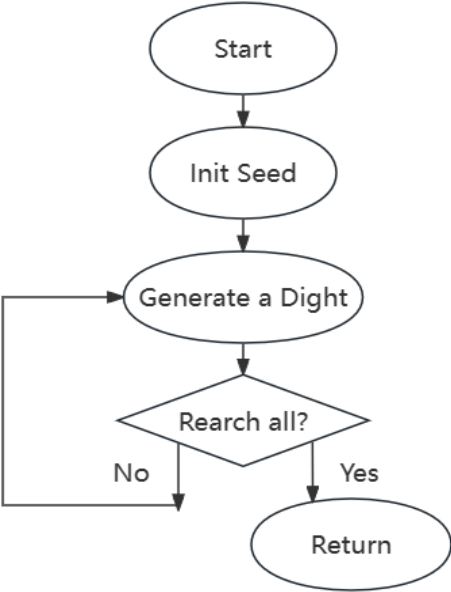 Start
Init Seed
Generate a Dight
Rearch all?
No
Yes
Return